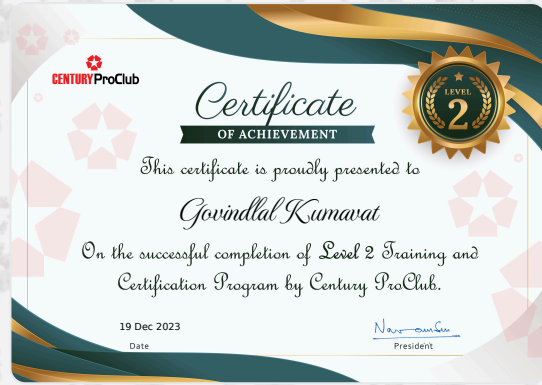 CENTURY ProClub
LEVEL
2
Certificate
OF ACHIEVEMENT
This certificate is proudly presented to
Govindlal Kumavat
On the successful completion of Level 2 Training and
Certification Program by Century ProClub.
19 Dec 2023
Date
President